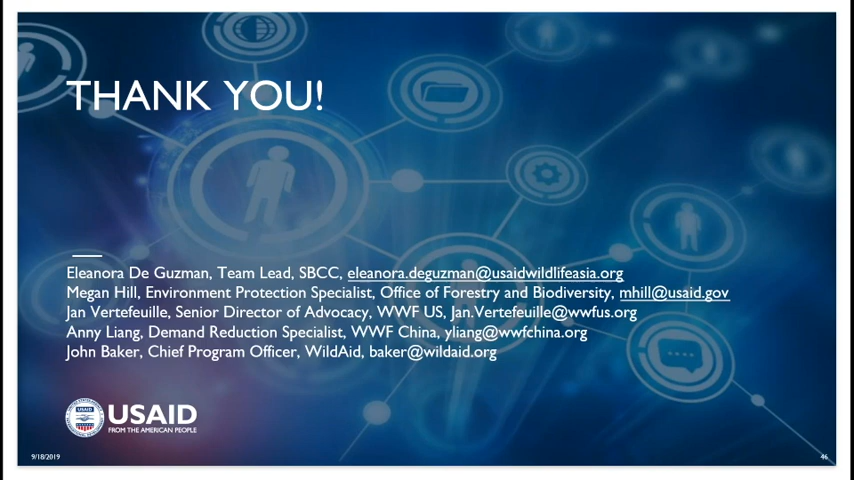 THANK YOU!
Eleanora De Guzman, Team Lead, SBCC, eleanora.deguzman@usaidwildlifeasia.org
Megan Hill, Environment Protection Specialist, Office of Forestry and Biodiversity, mhill@usaid.gov
Jan Vertefeuille, Senior Director of Advocacy, WWF US, Jan.Vertefeuille@wwfus.org
Anny Liang, Demand Reduction Specialist, WWF China, yliang@wwfchina.org
John Baker, Chief Program Officer, WildAid, baker@wildaid.org
USAID
USAID
FROM THE AMERICAN PEOPLE
9/18/2019
46